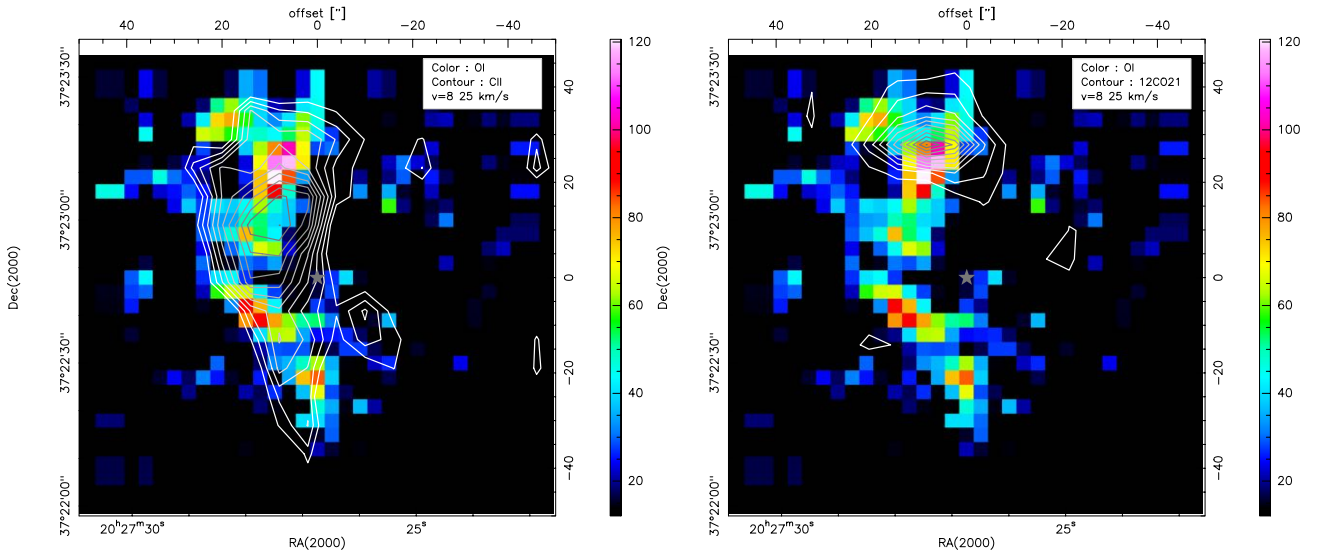 offset ["]
40 20 0 −20 −40
Color : OI
Contour : CII
v=8 25 km/s
37°23'30"
37°23'00"
37°22'30"
37°22'00"
Dec(2000)
40
20
0
−20
−40
20ʰ27ᵐ30ˢ 25ˢ
RA(2000)
120
100
80
60
40
20
offset ["]
40 20 0 −20 −40
Color : OI
Contour : 12CO21
v=8 25 km/s
37°23'30"
37°23'00"
37°22'30"
37°22'00"
Dec(2000)
40
20
0
−20
−40
20ʰ27ᵐ30ˢ 25ˢ
RA(2000)
120
100
80
60
40
20